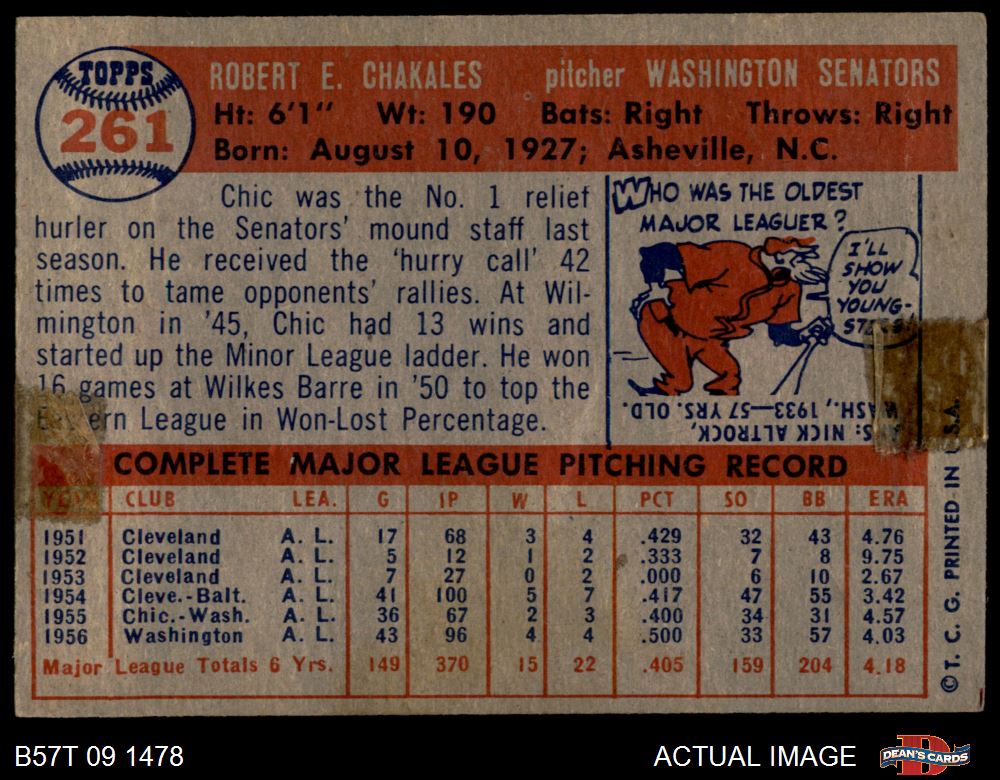 TOPPS
261
ROBERT E. CHAKALES pitcher WASHINGTON SENATORS
Ht: 6'1" Wt: 190 Bats: Right Throws: Right
Born: August 10, 1927; Asheville, N.C.
Chic was the No. 1 relief
hurler on the Senators' mound staff last
season. He received the 'hurry call' 42
times to tame opponents' rallies. At Wil-
mington in '45, Chic had 13 wins and
started up the Minor League ladder. He won
16 games at Wilkes Barre in '50 to top the
Eastern League in Won-Lost Percentage.
WHO WAS THE OLDEST
MAJOR LEAGUER?
I'LL
SHOW
YOU
YOUNG-
STERS!
NICK ALTROCK,
WASH., 1933—57 YRS. OLD.
COMPLETE MAJOR LEAGUE PITCHING RECORD
CLUB LEA. G IP W L PCT SO BB ERA
1951 Cleveland A. L. 17 68 3 4 .429 32 43 4.76
1952 Cleveland A. L. 5 12 1 2 .333 7 8 9.75
1953 Cleveland A. L. 7 27 0 2 .000 6 10 2.67
1954 Cleve.-Balt. A. L. 41 100 5 7 .417 47 55 3.42
1955 Chic.-Wash. A. L. 36 67 2 3 .400 34 31 4.57
1956 Washington A. L. 43 96 4 4 .500 33 57 4.03
Major League Totals 6 Yrs. 149 370 15 22 .405 159 204 4.18
©T. C. G. PRINTED IN U.S.A.
B57T 09 1478
ACTUAL IMAGE
DEAN'S CARDS